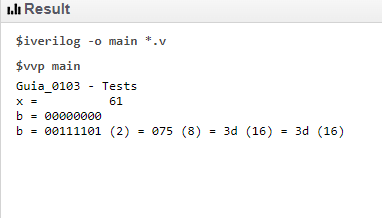 Result
$iverilog -o main *.v
$vvp main
Guia_0103 - Tests
x =          61
b = 00000000
b = 00111101 (2) = 075 (8) = 3d (16) = 3d (16)